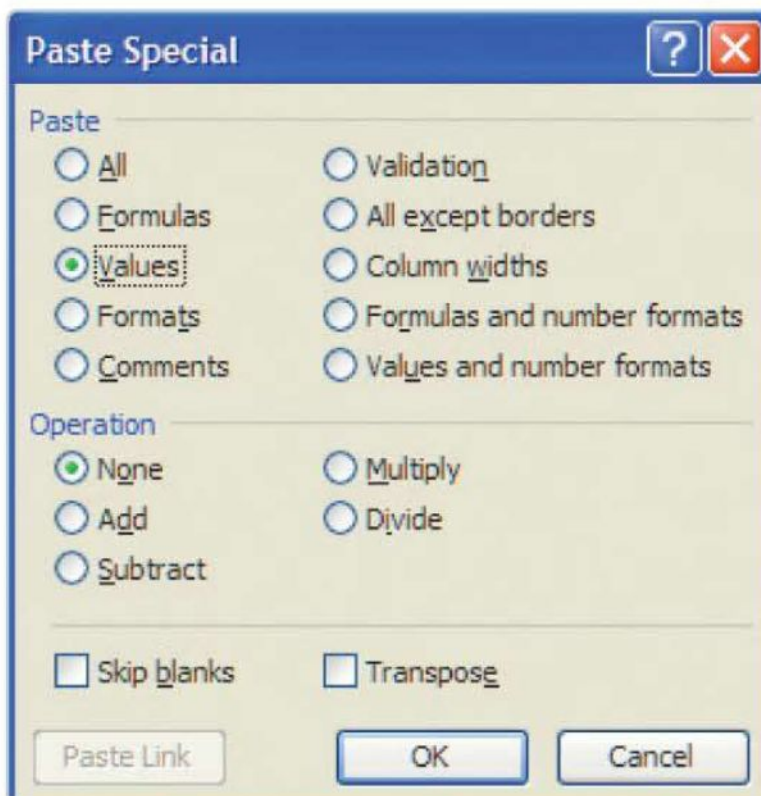 Paste Special
Paste
All Validation
Formulas All except borders
Values Column widths
Formats Formulas and number formats
Comments Values and number formats
Operation
None Multiply
Add Divide
Subtract
Skip blanks Transpose
Paste Link OK Cancel